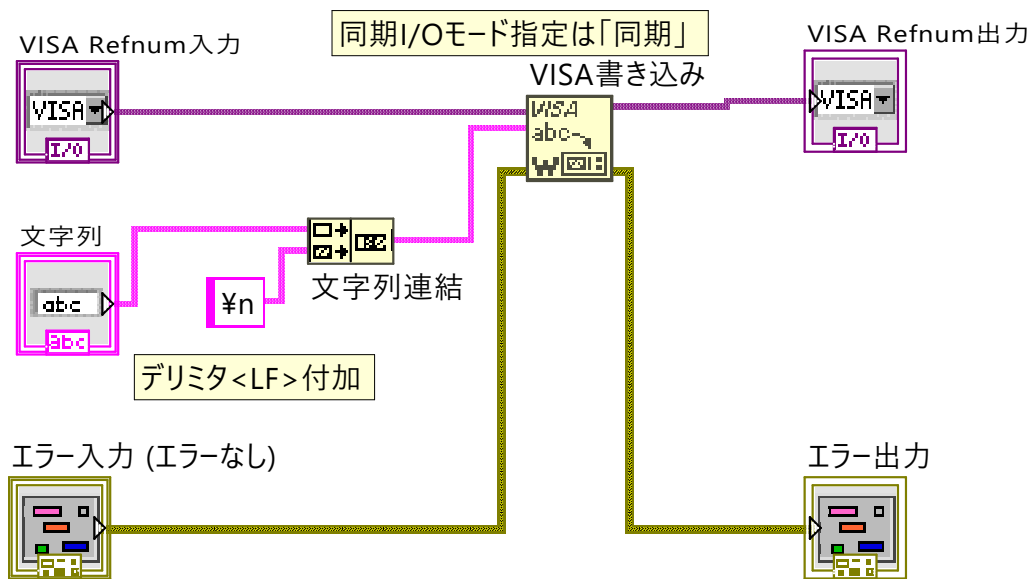 同期I/Oモード指定は「同期」
VISA Refnum入力
VISA Refnum出力
VISA書き込み
VISA
I/O
VISA
abc
W
VISA
I/O
文字列
abc
abc
¥n
文字列連結
デリミタ<LF>付加
エラー入力 (エラーなし)
エラー出力